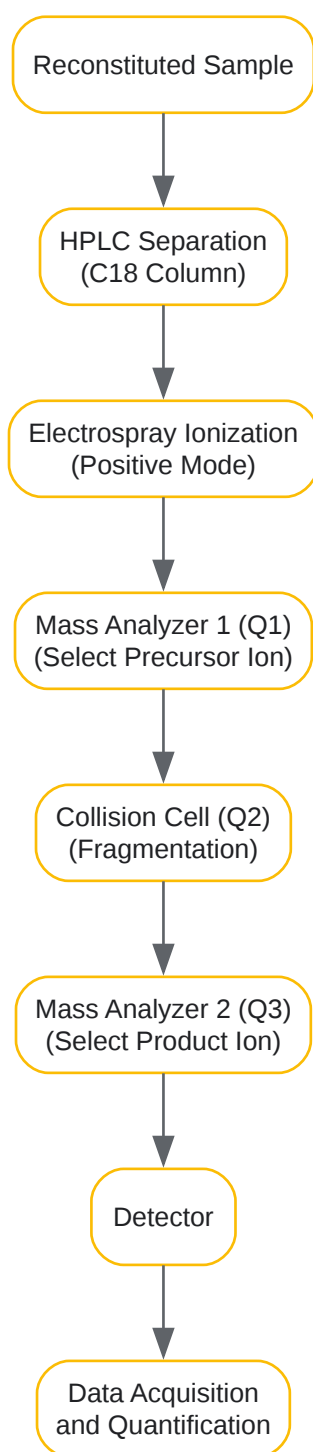 Reconstituted Sample
HPLC Separation
(C18 Column)
Electrospray Ionization
(Positive Mode)
Mass Analyzer 1 (Q1)
(Select Precursor Ion)
Collision Cell (Q2)
(Fragmentation)
Mass Analyzer 2 (Q3)
(Select Product Ion)
Detector
Data Acquisition
and Quantification